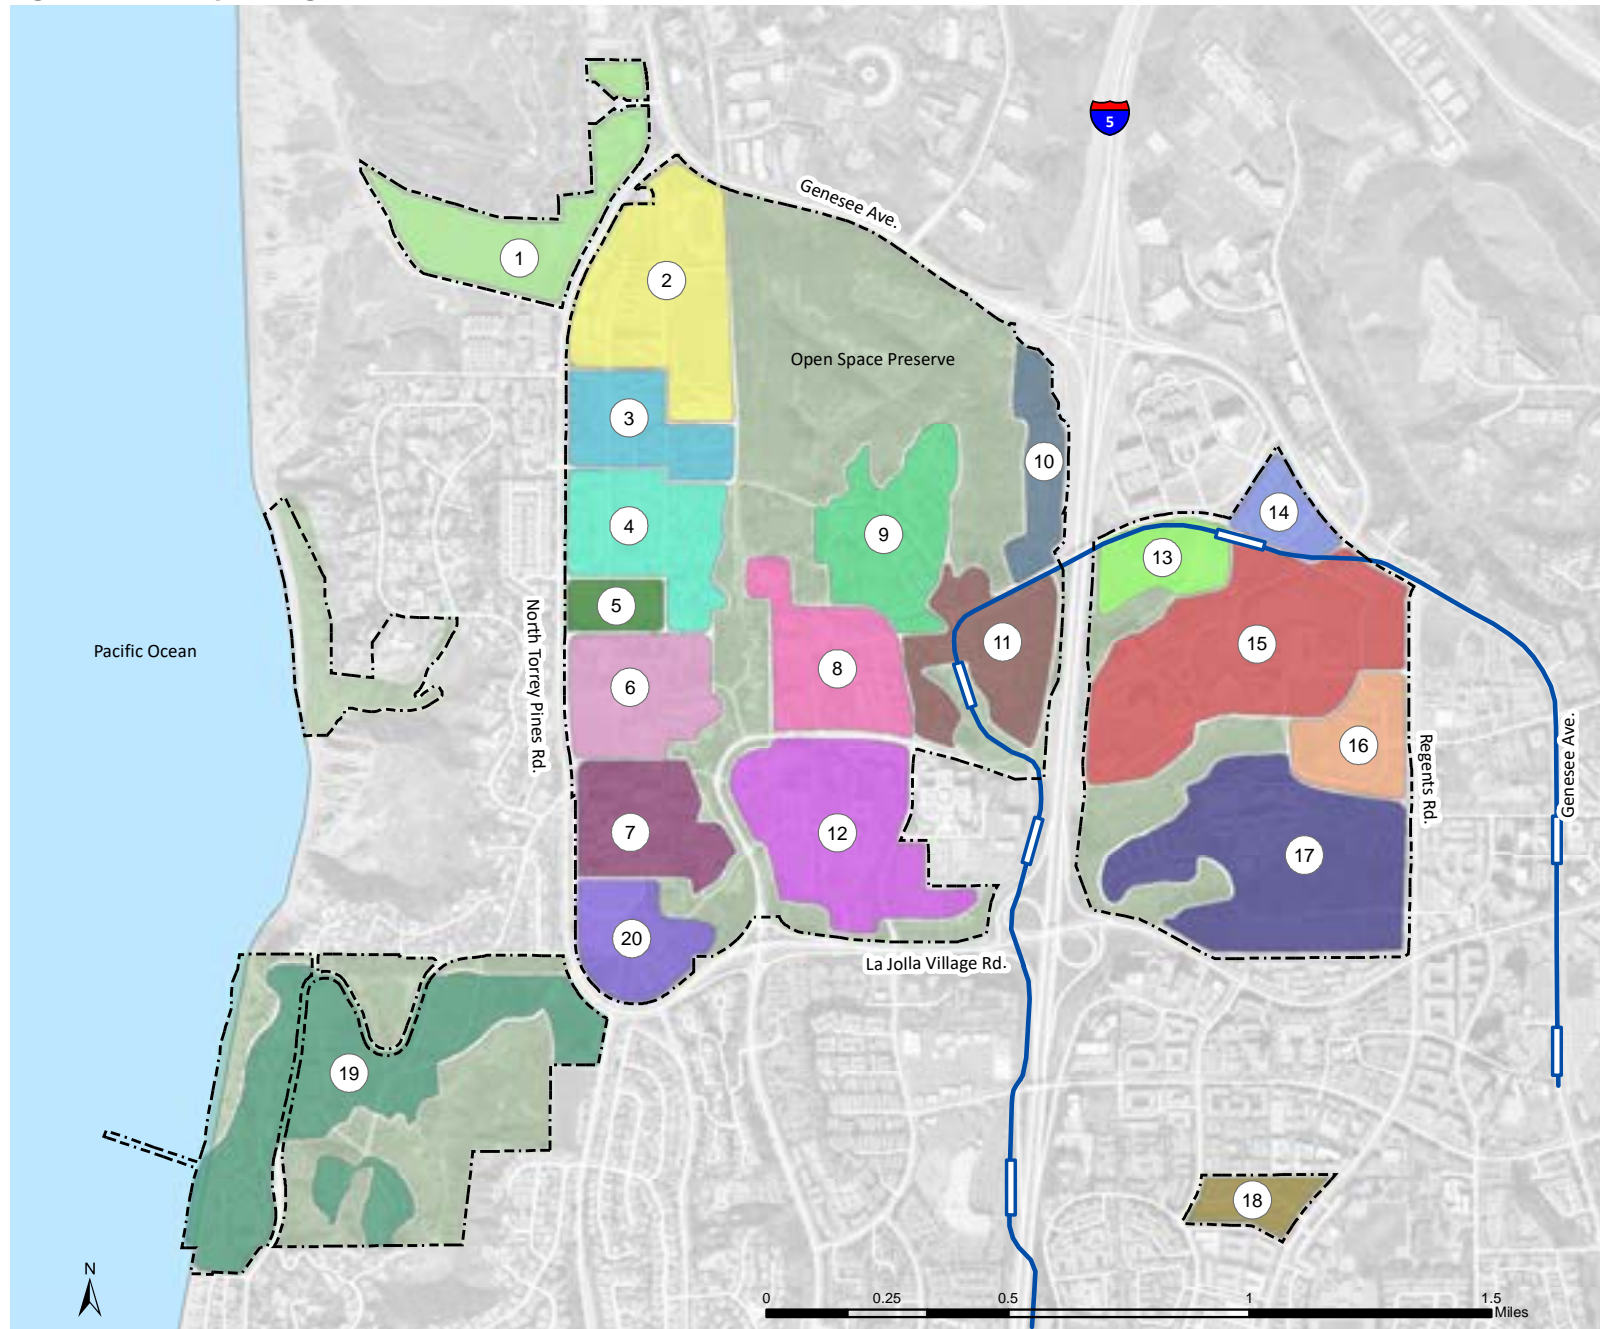 5
Genesee Ave.
1
2
Open Space Preserve
3
10
4
14
9
13
5
North Torrey Pines Rd.
Pacific Ocean
11
15
8
6
16
Regents Rd.
Genesee Ave.
7
12
17
20
La Jolla Village Rd.
19
18
N
0 0.25 0.5 1 1.5
Miles